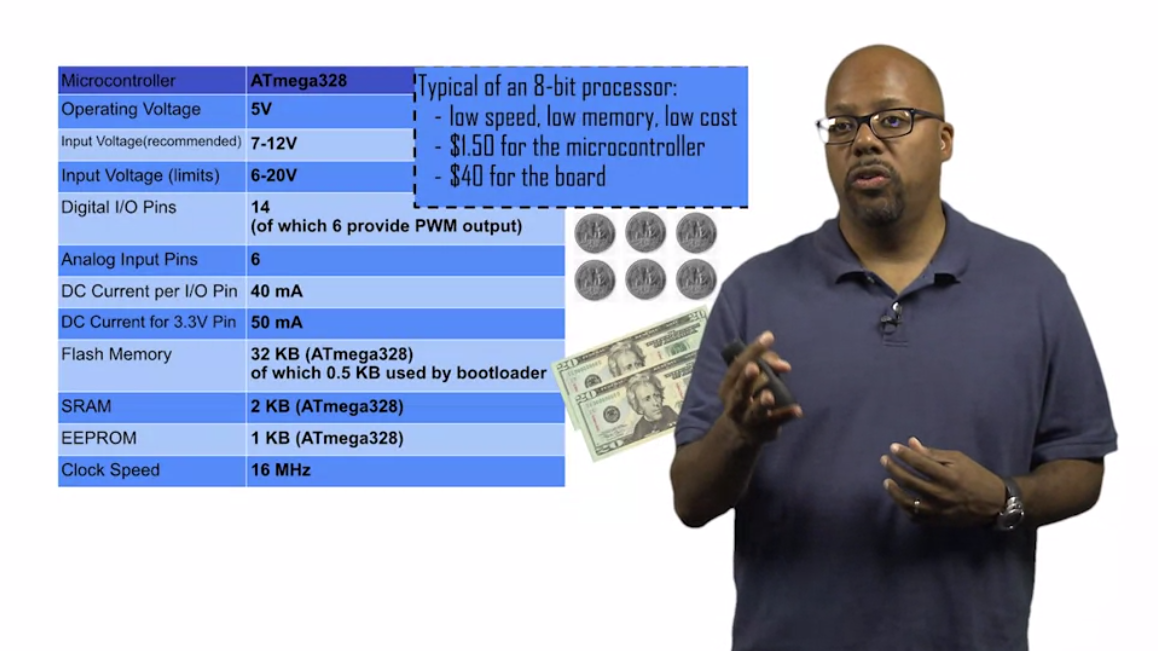 Microcontroller ATmega328
Operating Voltage 5V
Input Voltage(recommended) 7-12V
Input Voltage (limits) 6-20V
Digital I/O Pins 14
(of which 6 provide PWM output)
Analog Input Pins 6
DC Current per I/O Pin 40 mA
DC Current for 3.3V Pin 50 mA
Flash Memory 32 KB (ATmega328)
of which 0.5 KB used by bootloader
SRAM 2 KB (ATmega328)
EEPROM 1 KB (ATmega328)
Clock Speed 16 MHz
Typical of an 8-bit processor:
- low speed, low memory, low cost
- $1.50 for the microcontroller
- $40 for the board